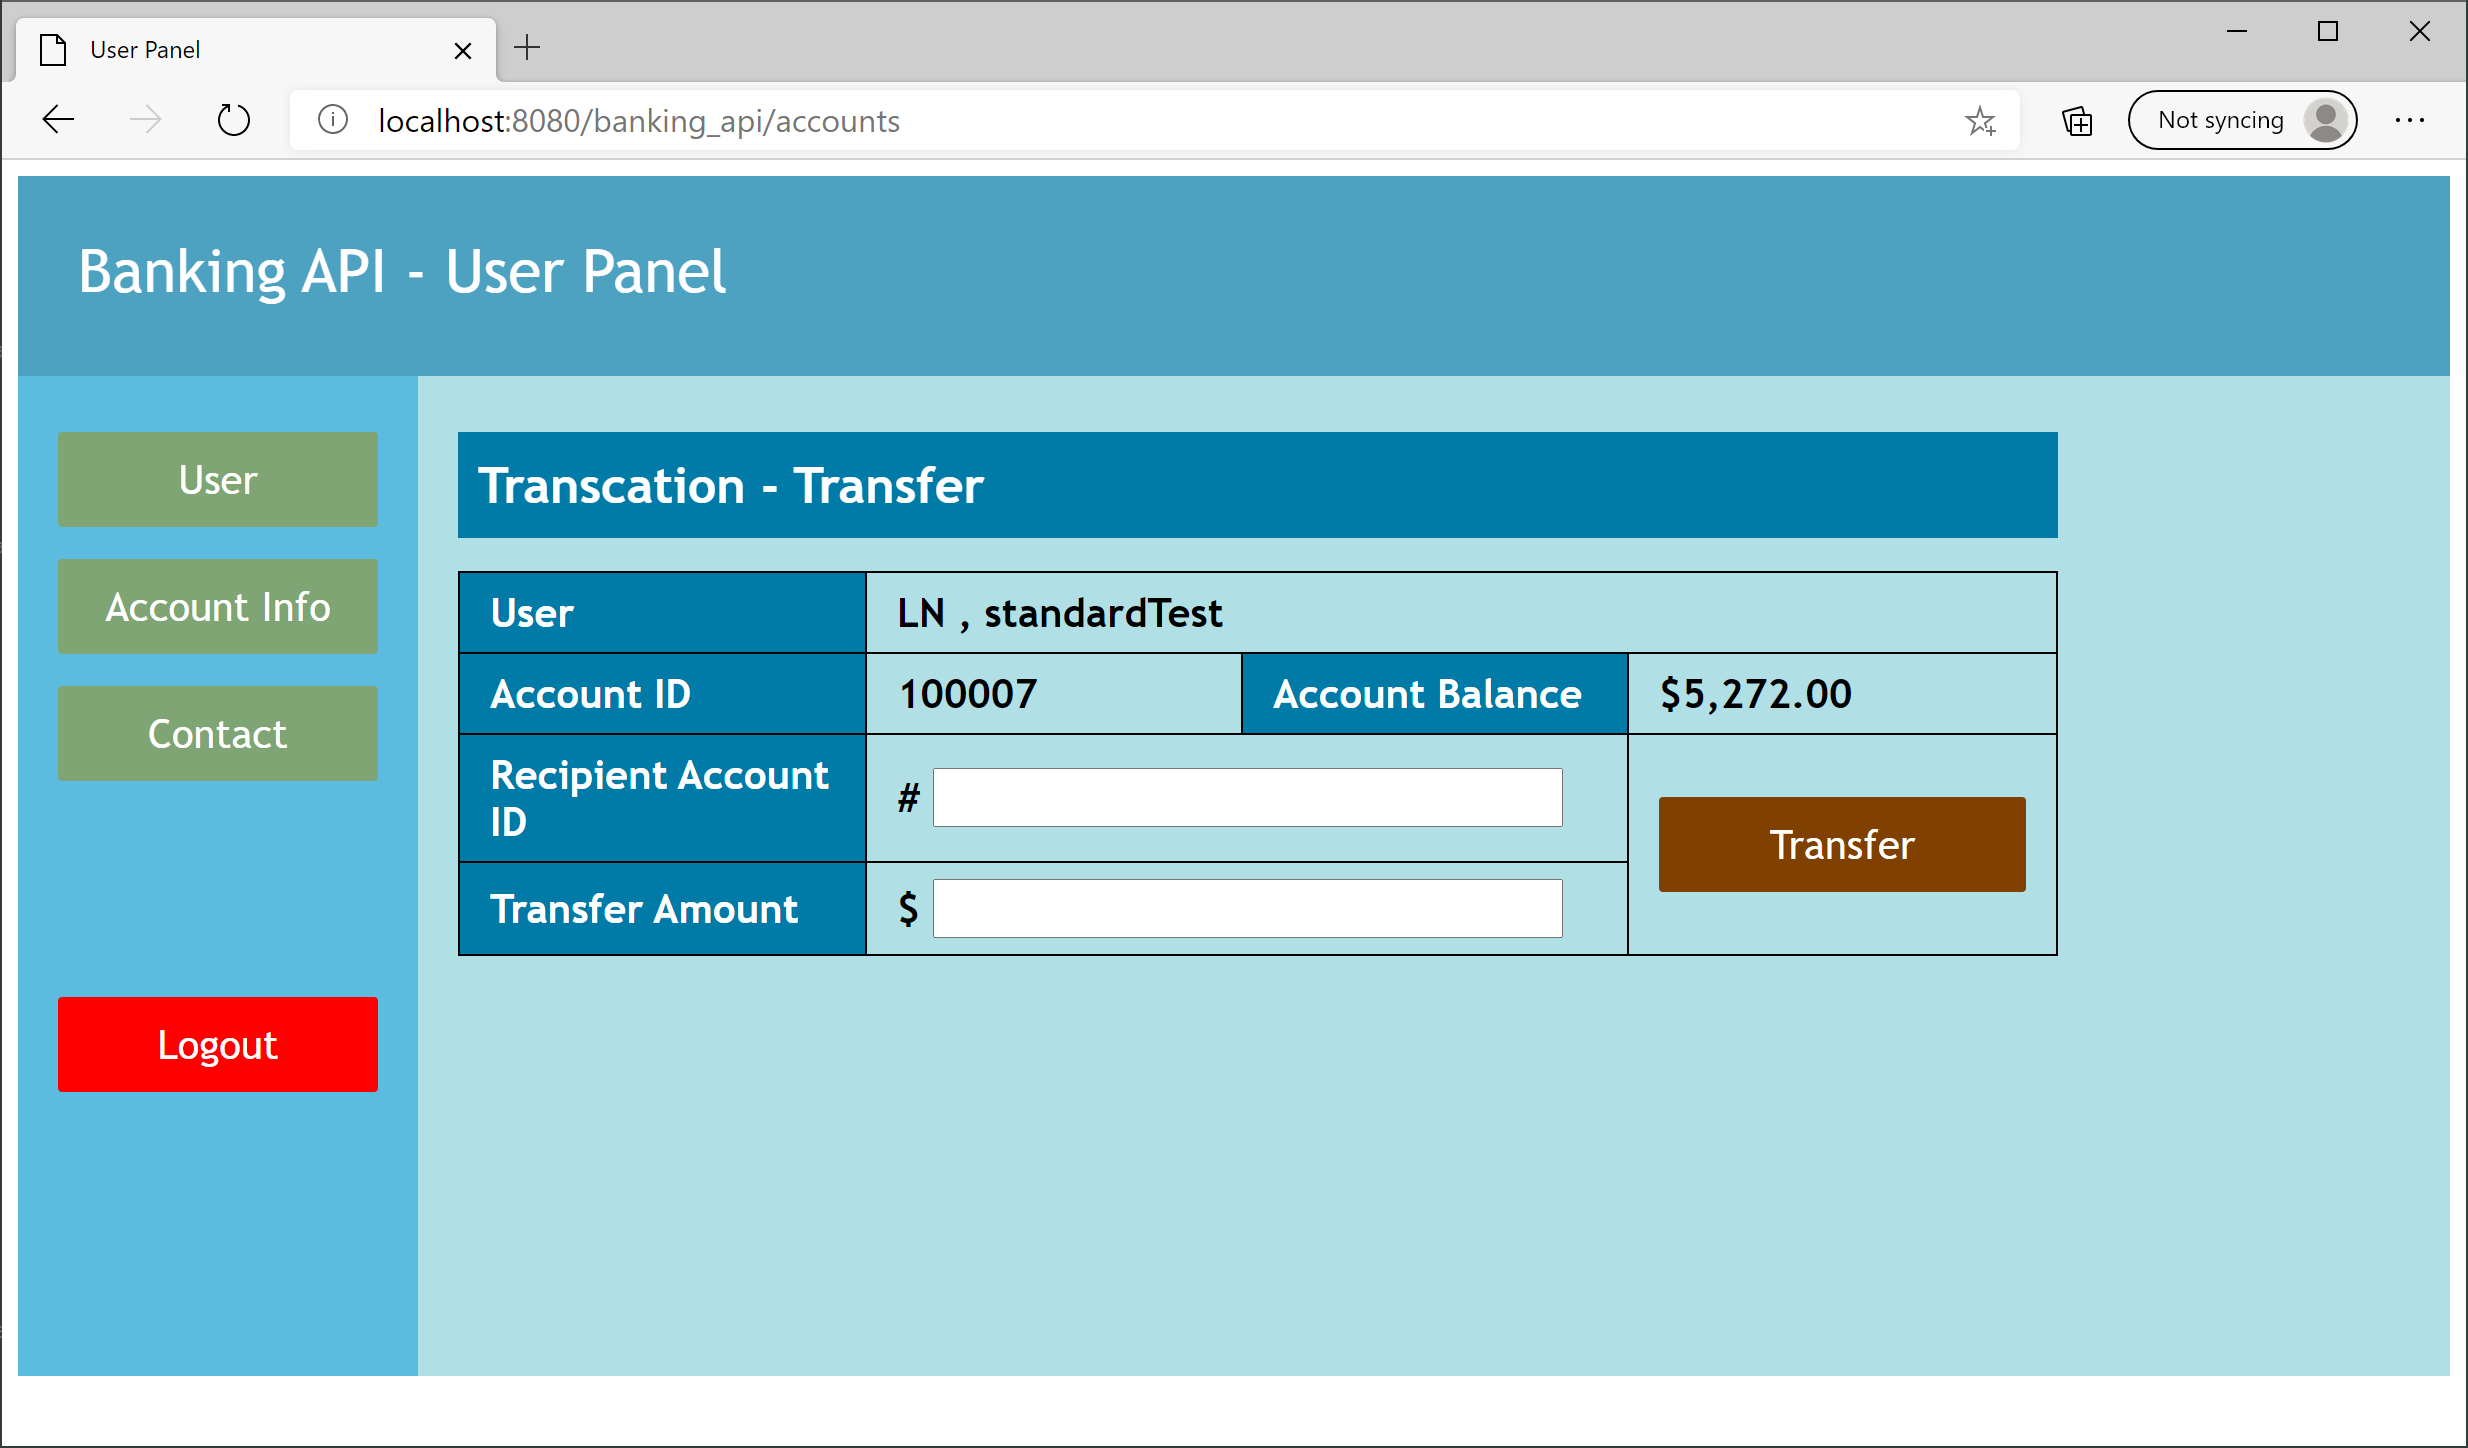 User Panel
localhost:8080/banking_api/accounts
Not syncing
Banking API - User Panel
User
Account Info
Contact
Logout
Transcation - Transfer
User LN , standardTest
Account ID 100007 Account Balance $5,272.00
Recipient Account
ID
#
Transfer Amount $
Transfer